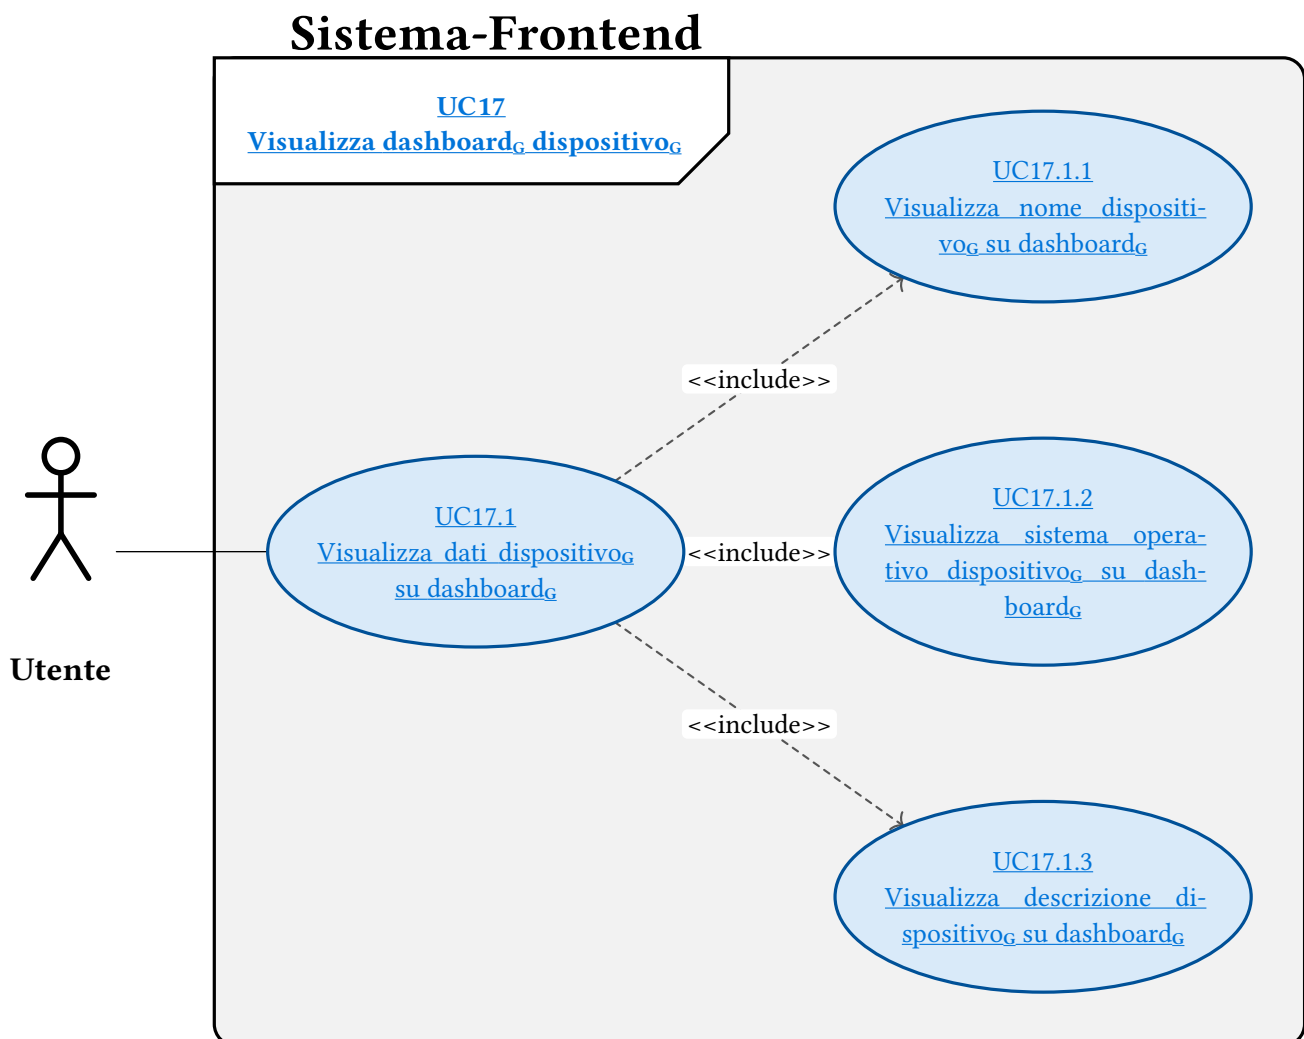 Sistema-Frontend
UC17
Visualizza dashboardG dispositivoG
UC17.1.1
Visualizza nome dispositi-
voG su dashboardG
<<include>>
UC17.1
Visualizza dati dispositivoG
su dashboardG
<<include>>
UC17.1.2
Visualizza sistema opera-
tivo dispositivoG su dash-
boardG
Utente
<<include>>
UC17.1.3
Visualizza descrizione di-
spositivoG su dashboardG